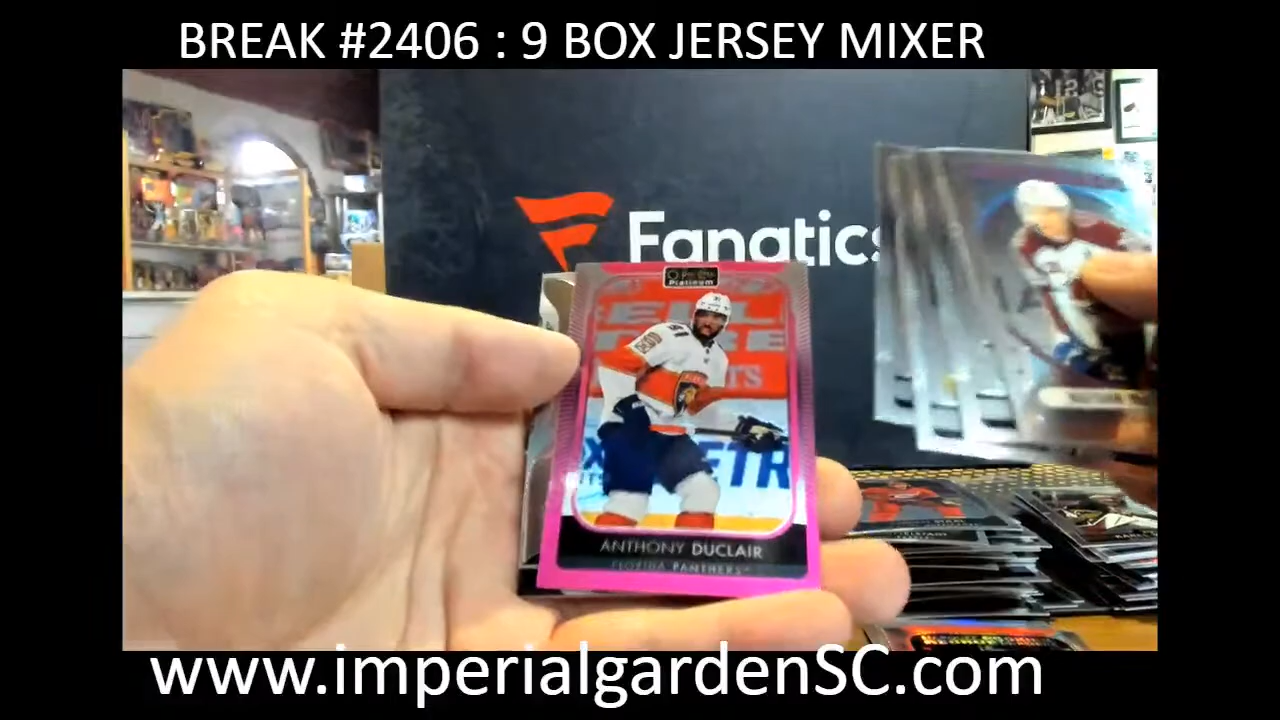 BREAK #2406 : 9 BOX JERSEY MIXER
Fanatics
O-Pee-Chee
Platinum
ANTHONY DUCLAIR
FLORIDA PANTHERS
www.imperialgardenSC.com